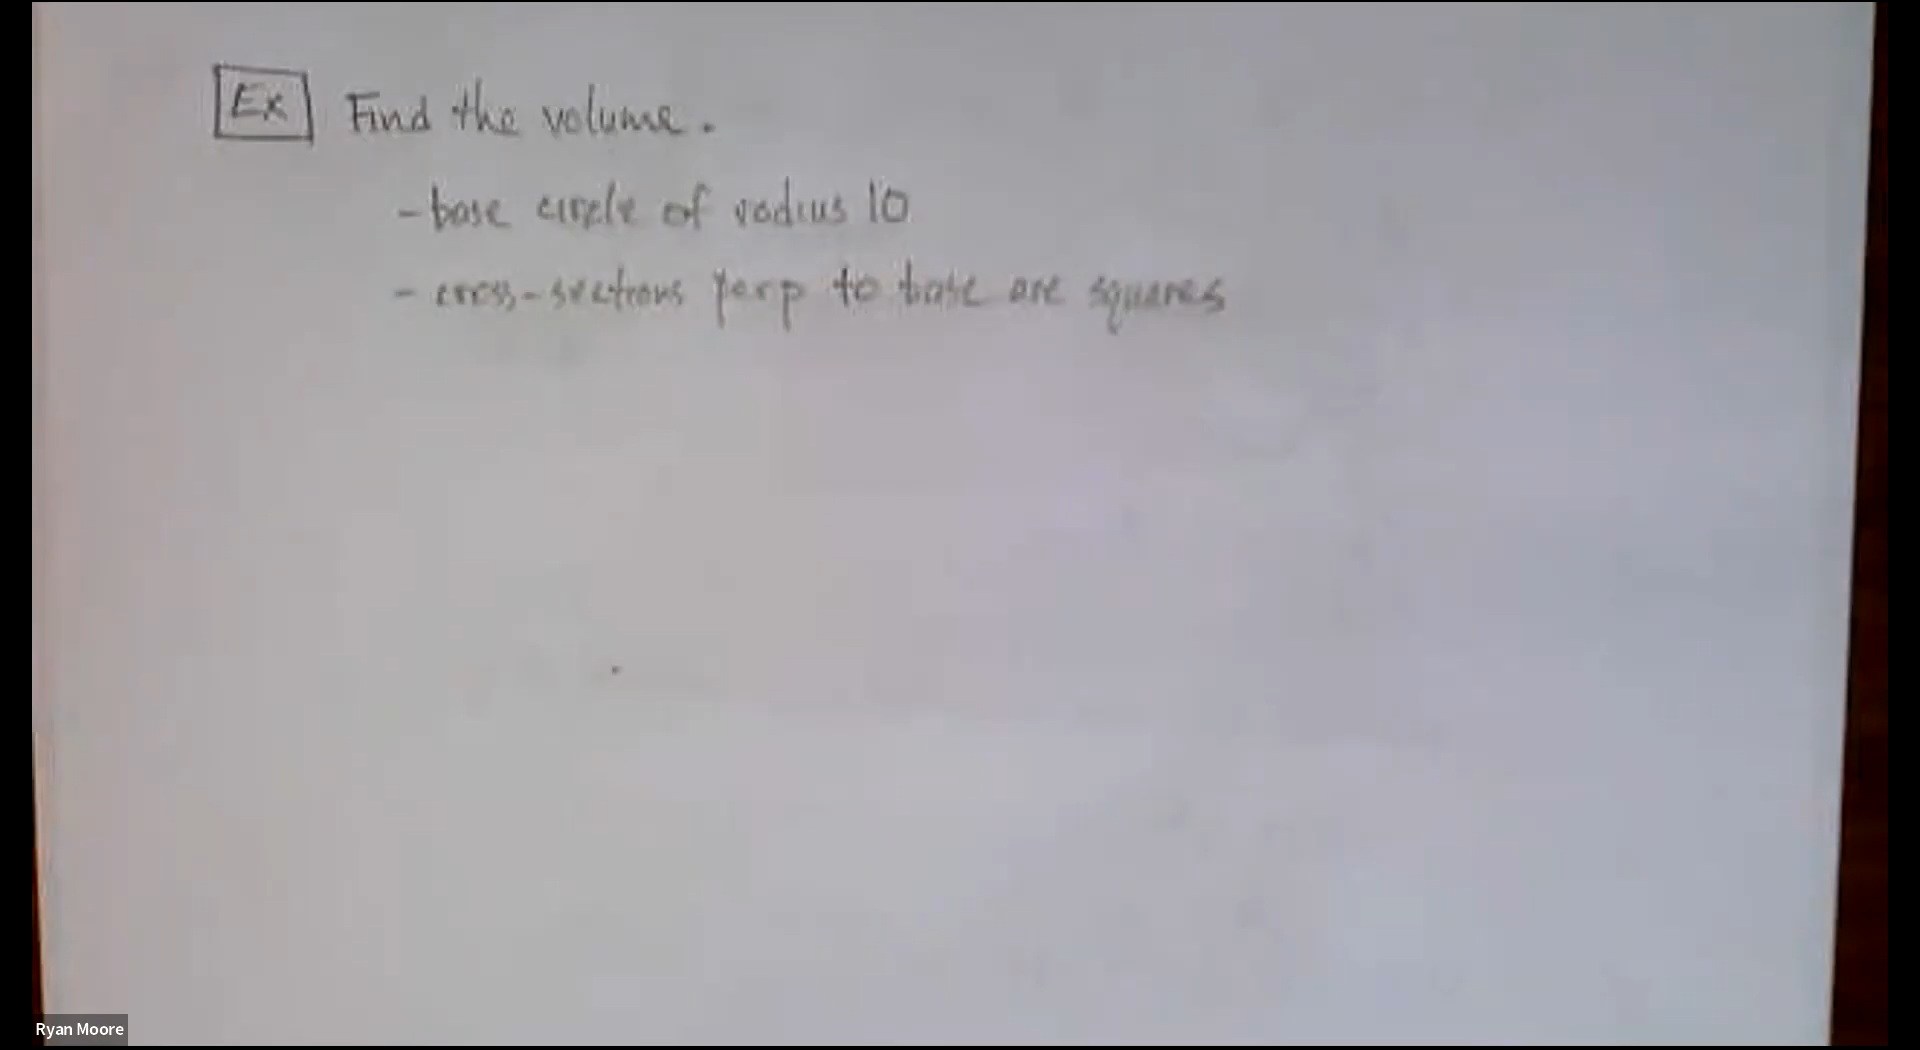 Ex Find the volume.
- base circle of radius 10
- cross-sections perp to base are squares
Ryan Moore